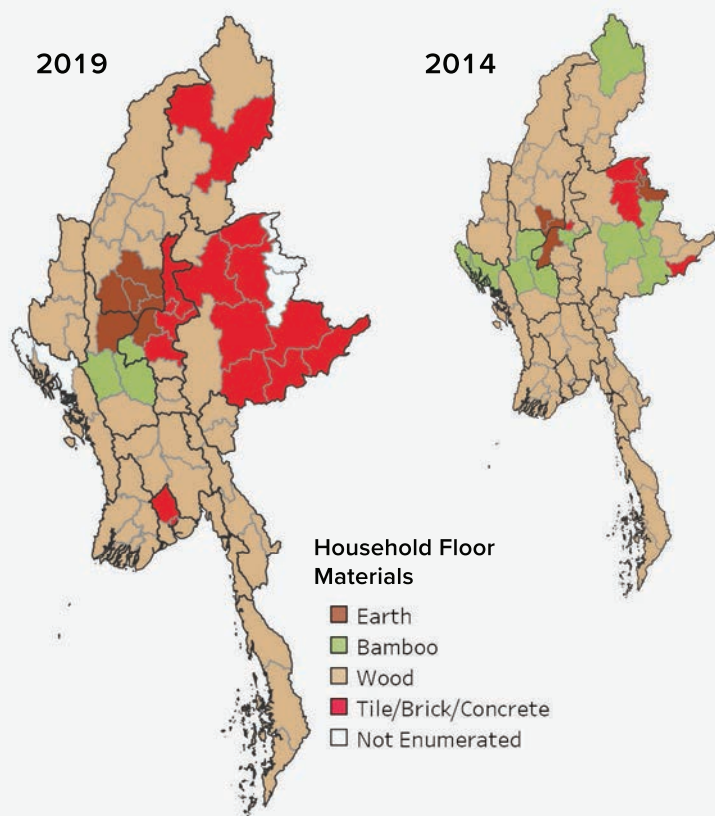 2019
2014
Household Floor
Materials
Earth
Bamboo
Wood
Tile/Brick/Concrete
Not Enumerated